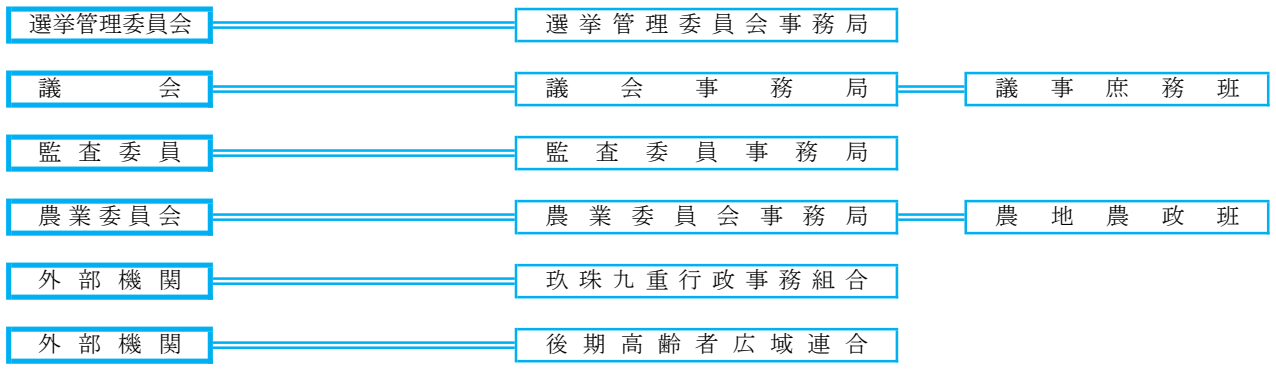 選挙管理委員会 選挙管理委員会事務局
議会 議会事務局 議事庶務班
監査委員 監査委員事務局
農業委員会 農業委員会事務局 農地農政班
外部機関 玖珠九重行政事務組合
外部機関 後期高齢者広域連合